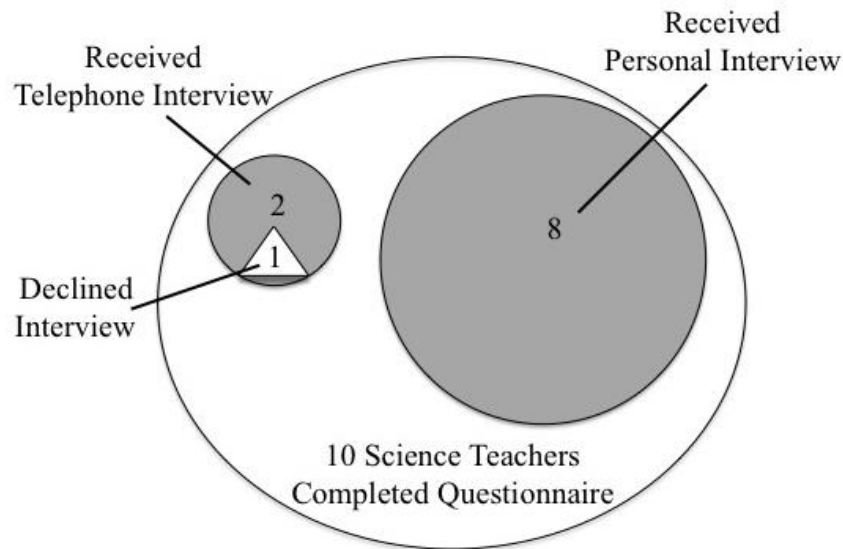 Received
Telephone Interview
Received
Personal Interview
2
8
1
Declined
Interview
10 Science Teachers
Completed Questionnaire